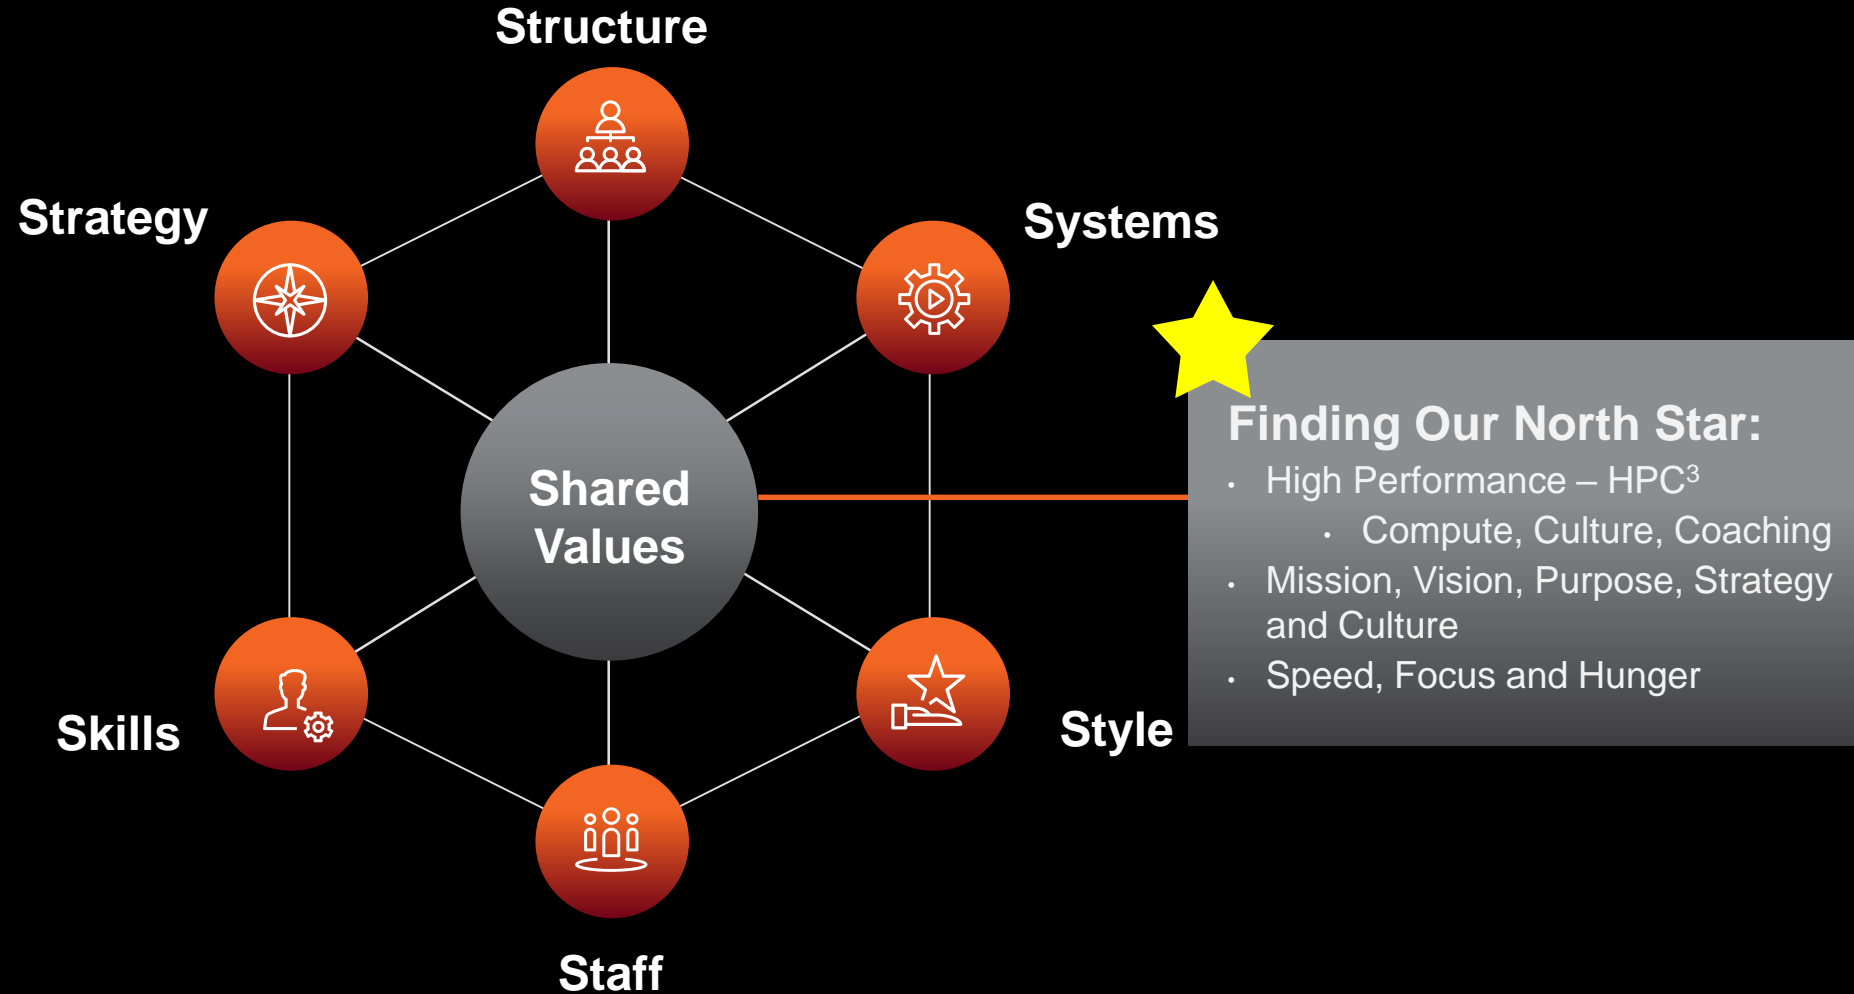 Structure
Strategy
Systems
Shared
Values
Finding Our North Star:
• High Performance – HPC³
• Compute, Culture, Coaching
• Mission, Vision, Purpose, Strategy
and Culture
• Speed, Focus and Hunger
Skills
Style
Staff